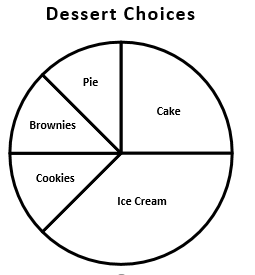 Dessert Choices
Pie
Cake
Brownies
Cookies
Ice Cream